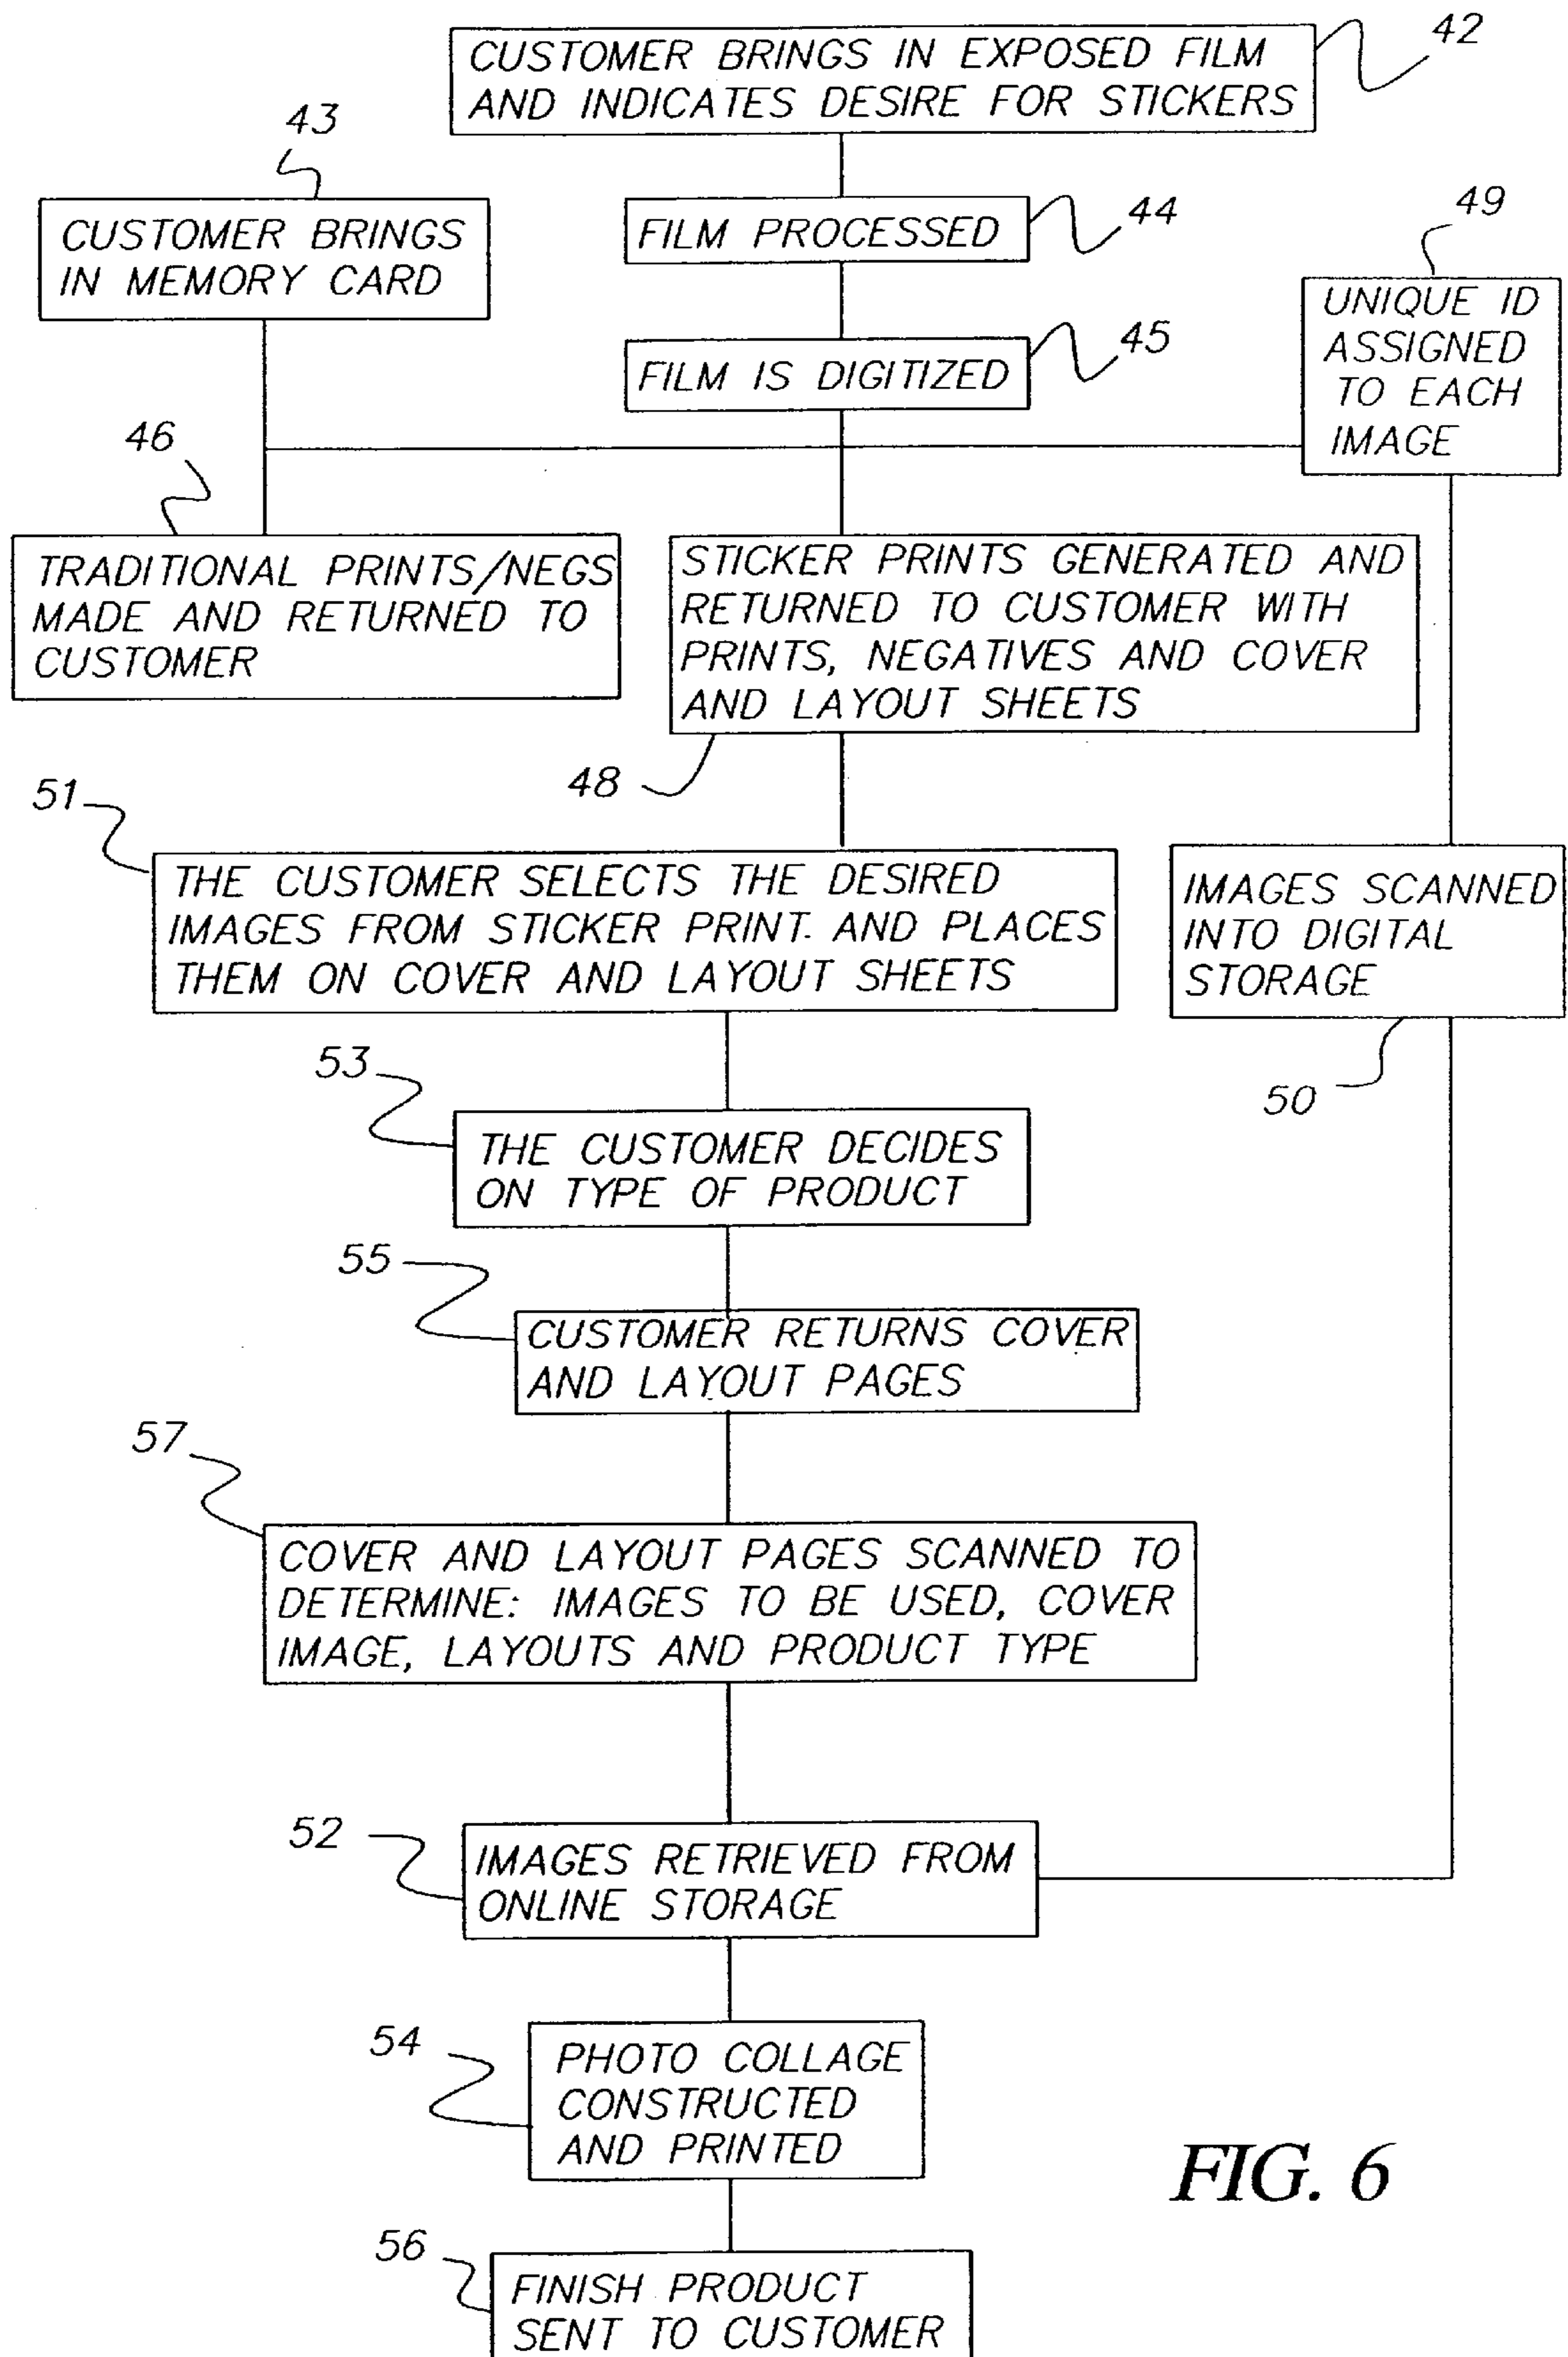 42
CUSTOMER BRINGS IN EXPOSED FILM
AND INDICATES DESIRE FOR STICKERS
43
CUSTOMER BRINGS
IN MEMORY CARD
FILM PROCESSED
44
49
UNIQUE ID
ASSIGNED
TO EACH
IMAGE
FILM IS DIGITIZED
45
46
TRADITIONAL PRINTS/NEGS
MADE AND RETURNED TO
CUSTOMER
STICKER PRINTS GENERATED AND
RETURNED TO CUSTOMER WITH
PRINTS, NEGATIVES AND COVER
AND LAYOUT SHEETS
48
51
THE CUSTOMER SELECTS THE DESIRED
IMAGES FROM STICKER PRINT. AND PLACES
THEM ON COVER AND LAYOUT SHEETS
IMAGES SCANNED
INTO DIGITAL
STORAGE
50
53
THE CUSTOMER DECIDES
ON TYPE OF PRODUCT
55
CUSTOMER RETURNS COVER
AND LAYOUT PAGES
57
COVER AND LAYOUT PAGES SCANNED TO
DETERMINE: IMAGES TO BE USED, COVER
IMAGE, LAYOUTS AND PRODUCT TYPE
52
IMAGES RETRIEVED FROM
ONLINE STORAGE
54
PHOTO COLLAGE
CONSTRUCTED
AND PRINTED
FIG. 6
56
FINISH PRODUCT
SENT TO CUSTOMER